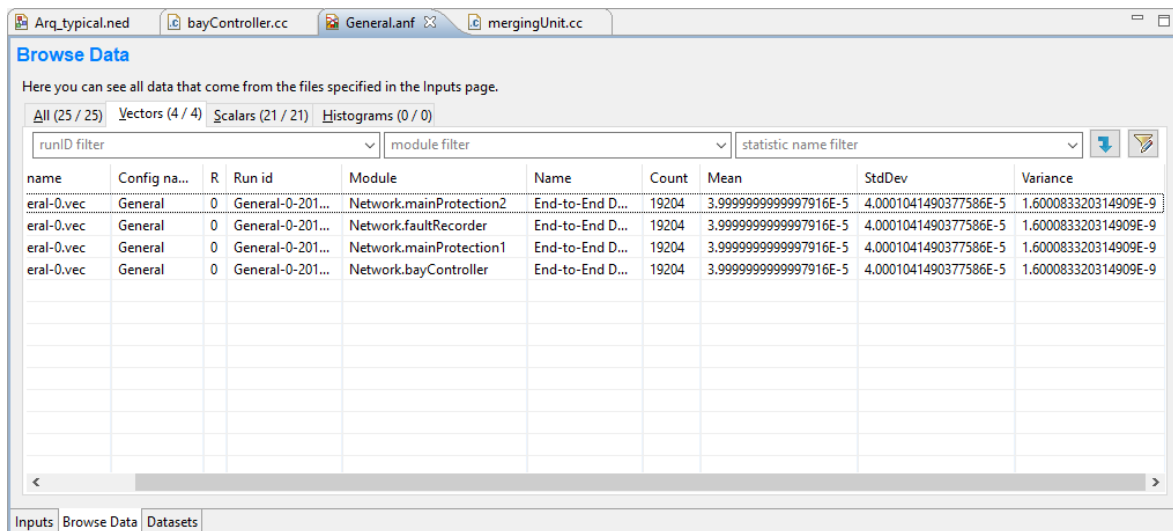 Arq_typical.ned bayController.cc General.anf mergingUnit.cc
Browse Data
Here you can see all data that come from the files specified in the Inputs page.
All (25 / 25) Vectors (4 / 4) Scalars (21 / 21) Histograms (0 / 0)
runID filter module filter statistic name filter
name Config na... R Run id Module Name Count Mean StdDev Variance
eral-0.vec General 0 General-0-201... Network.mainProtection2 End-to-End D... 19204 3.9999999999997916E-5 4.0001041490377586E-5 1.600083320314909E-9
eral-0.vec General 0 General-0-201... Network.faultRecorder End-to-End D... 19204 3.9999999999997916E-5 4.0001041490377586E-5 1.600083320314909E-9
eral-0.vec General 0 General-0-201... Network.mainProtection1 End-to-End D... 19204 3.9999999999997916E-5 4.0001041490377586E-5 1.600083320314909E-9
eral-0.vec General 0 General-0-201... Network.bayController End-to-End D... 19204 3.9999999999997916E-5 4.0001041490377586E-5 1.600083320314909E-9
Inputs Browse Data Datasets